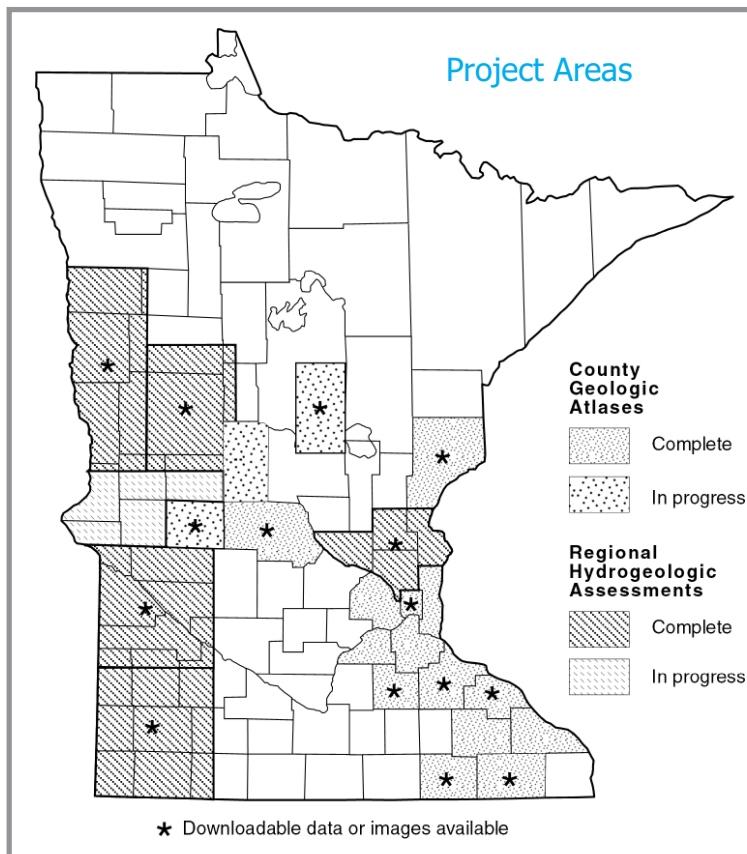 Project Areas
County
Geologic
Atlases
Complete
In progress
Regional
Hydrogeologic
Assessments
Complete
In progress
* Downloadable data or images available